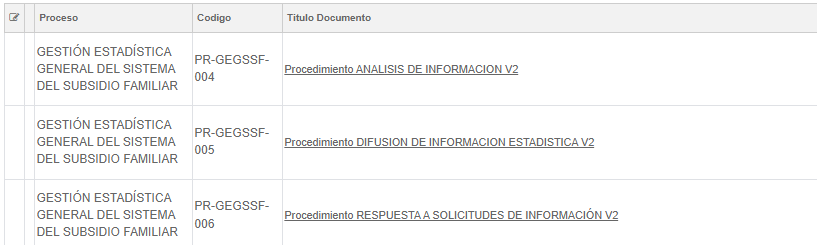 Proceso Codigo Titulo Documento
GESTIÓN ESTADÍSTICA
GENERAL DEL SISTEMA
DEL SUBSIDIO FAMILIAR
PR-GEGSSF-
004
Procedimiento ANALISIS DE INFORMACION V2
GESTIÓN ESTADÍSTICA
GENERAL DEL SISTEMA
DEL SUBSIDIO FAMILIAR
PR-GEGSSF-
005
Procedimiento DIFUSION DE INFORMACION ESTADISTICA V2
GESTIÓN ESTADÍSTICA
GENERAL DEL SISTEMA
DEL SUBSIDIO FAMILIAR
PR-GEGSSF-
006
Procedimiento RESPUESTA A SOLICITUDES DE INFORMACIÓN V2